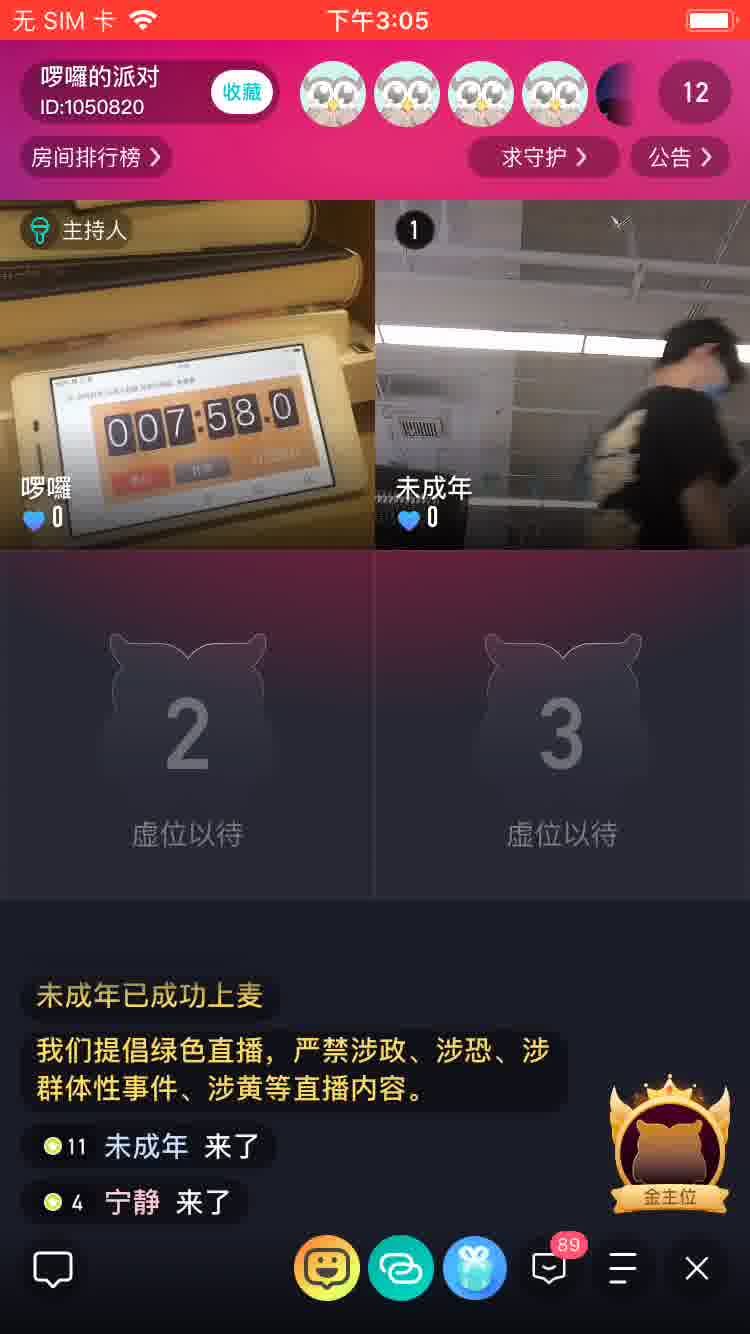 无 SIM 卡
下午3:05
啰囉的派对
收藏
ID:1050820
12
房间排行榜
求守护
公告
主持人
1
007:58.0
啰囉
0
未成年
0
2
3
虚位以待
虚位以待
未成年已成功上麦
我们提倡绿色直播，严禁涉政、涉恐、涉
群体性事件、涉黄等直播内容。
11 未成年 来了
4 宁静 来了
金主位
89